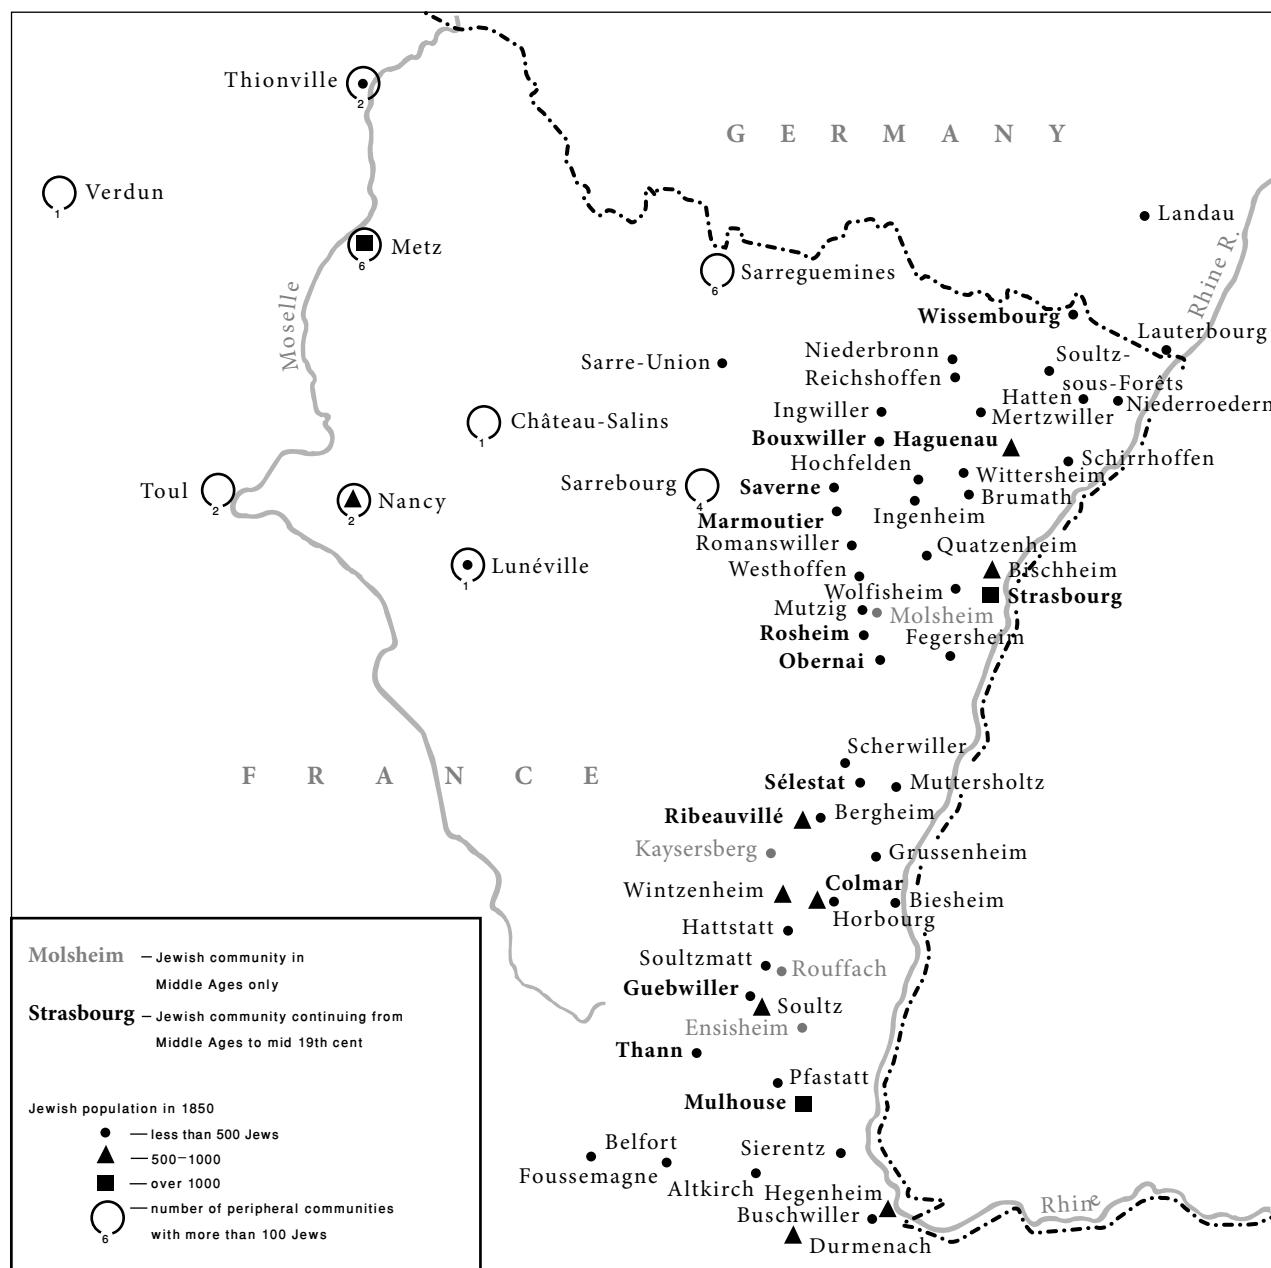 Thionville
2
G E R M A N Y
Verdun
1
Landau
Metz
6
Rhine R.
Sarreguemines
6
Moselle
Wissembourg
Lauterbourg
Niederbronn
Soultz-
sous-Forêts
Sarre-Union
Reichshoffen
Hatten
Niederroedern
Ingwiller
Mertzwiller
Château-Salins
1
Bouxwiller
Haguenau
Hochfelden
Schirrhoffen
Wittersheim
Toul
2
Nancy
2
Sarrebourg
4
Saverne
Brumath
Marmoutier
Ingenheim
Romanswiller
Quatzenheim
Lunéville
1
Westhoffen
Bischheim
Wolfisheim
Strasbourg
Mutzig
Molsheim
Rosheim
Fegersheim
Obernai
F R A N C E
Scherwiller
Sélestat
Muttersholtz
Ribeauvillé
Bergheim
Kaysersberg
Grussenheim
Wintzenheim
Colmar
Biesheim
Horbourg
Hattstatt
Soultzmatt
Rouffach
Guebwiller
Soultz
Ensisheim
Thann
Pfastatt
Mulhouse
Belfort
Sierentz
Foussemagne
Altkirch
Hegenheim
Rhine
Buschwiller
Durmenach
Molsheim — Jewish community in
Middle Ages only
Strasbourg — Jewish community continuing from
Middle Ages to mid 19th cent
Jewish population in 1850
— less than 500 Jews
— 500–1000
— over 1000
— number of peripheral communities
6
with more than 100 Jews